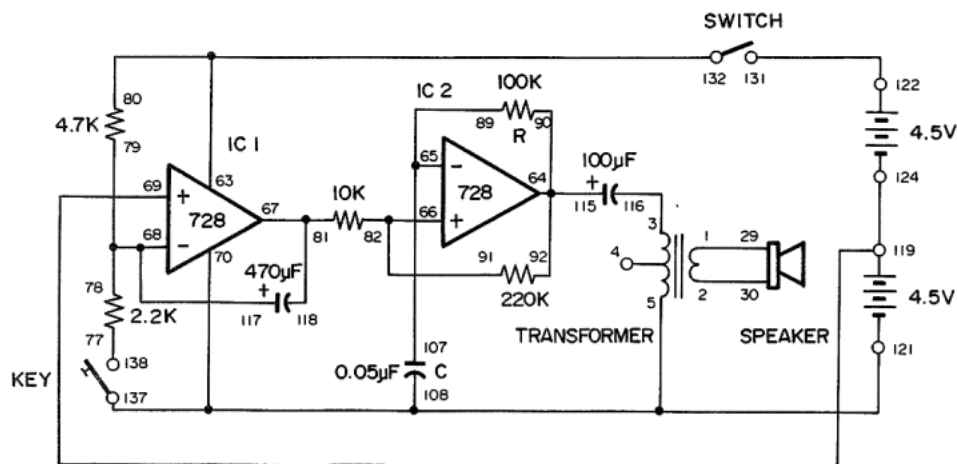 SWITCH
132 131
122
4.5V
124
119
4.5V
121
80
4.7K
79
IC 1
69
+
63
728
67
68
−
70
470µF
+
117 118
78
2.2K
77
138
KEY
137
10K
81 82
IC 2
100K
89 90
R
65
−
64
728
66
+
91 92
220K
107
0.05µF C
108
100µF
+
115 116
3
4
5
1
2
29
30
TRANSFORMER
SPEAKER